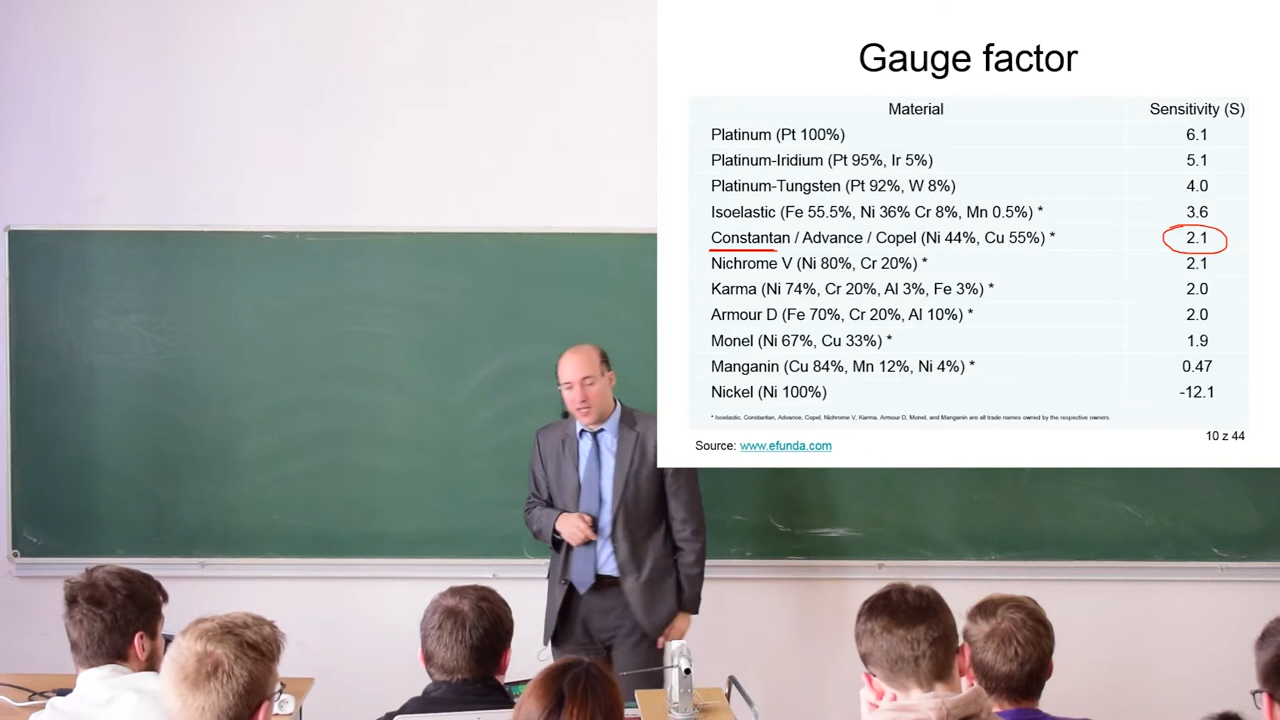 Gauge factor
Material Sensitivity (S)
Platinum (Pt 100%) 6.1
Platinum-Iridium (Pt 95%, Ir 5%) 5.1
Platinum-Tungsten (Pt 92%, W 8%) 4.0
Isoelastic (Fe 55.5%, Ni 36% Cr 8%, Mn 0.5%) * 3.6
Constantan / Advance / Copel (Ni 44%, Cu 55%) * 2.1
Nichrome V (Ni 80%, Cr 20%) * 2.1
Karma (Ni 74%, Cr 20%, Al 3%, Fe 3%) * 2.0
Armour D (Fe 70%, Cr 20%, Al 10%) * 2.0
Monel (Ni 67%, Cu 33%) * 1.9
Manganin (Cu 84%, Mn 12%, Ni 4%) * 0.47
Nickel (Ni 100%) -12.1
* Isoelastic, Constantan, Advance, Copel, Nichrome V, Karma, Armour D, Monel, and Manganin are all trade names owned by the respective owners.
10 z 44
Source: www.efunda.com